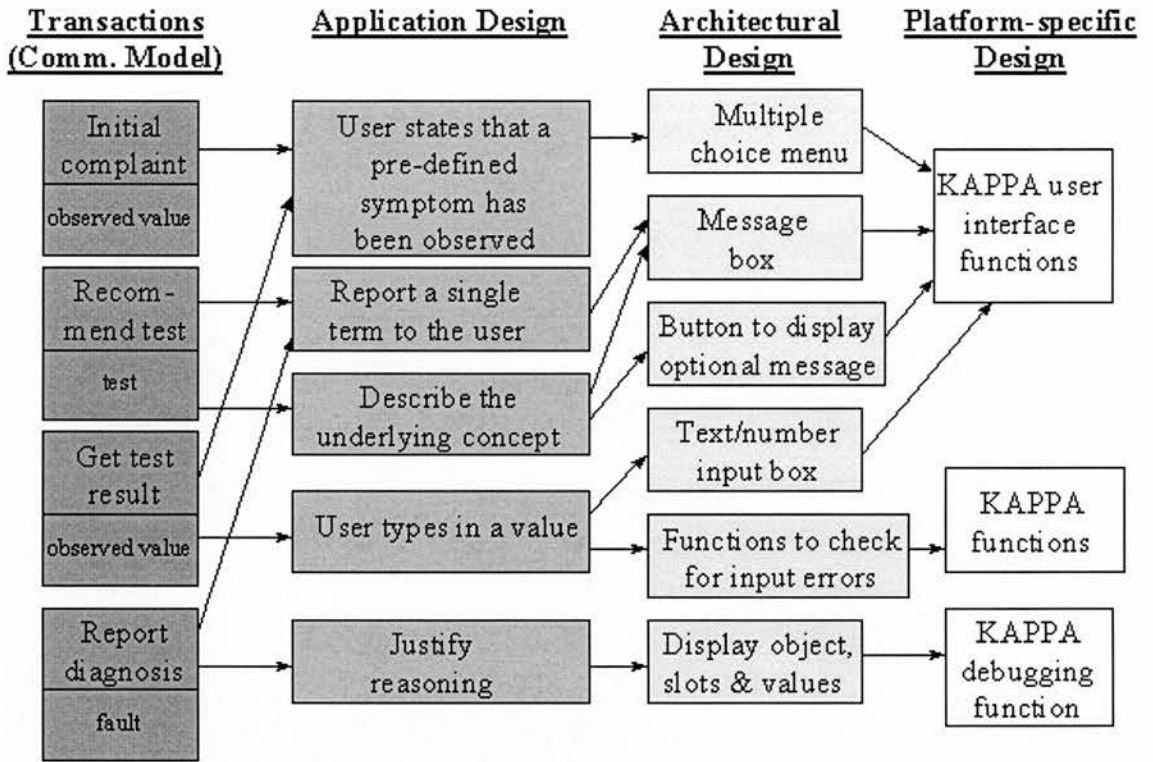 Transactions
(Comm. Model)
Application Design
Architectural
Design
Platform-specific
Design
Initial
complaint
observed value
Recom-
mend test
test
Get test
result
observed value
Report
diagnosis
fault
User states that a
pre-defined
symptom has
been observed
Report a single
term to the user
Describe the
underlying concept
User types in a value
Justify
reasoning
Multiple
choice menu
Message
box
Button to display
optional message
Text/number
input box
Functions to check
for input errors
Display object,
slots & values
KAPPA user
interface
functions
KAPPA
functions
KAPPA
debugging
function